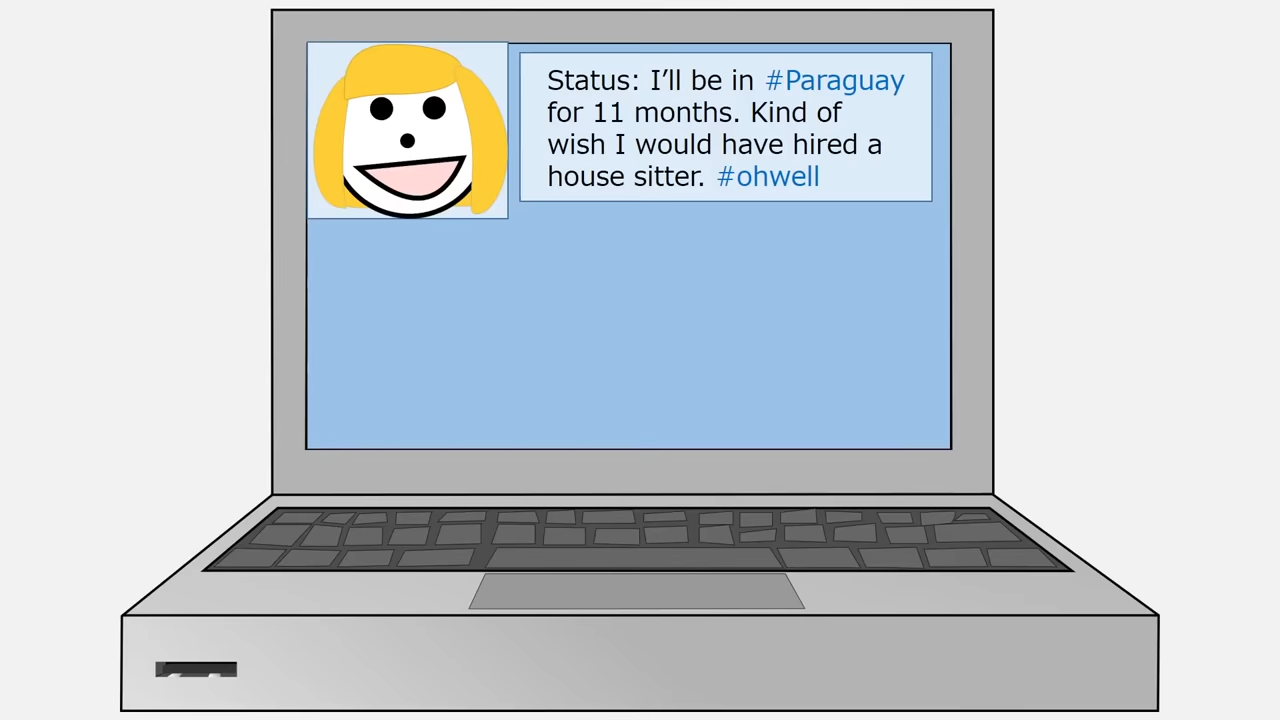 Status: I’ll be in #Paraguay
for 11 months. Kind of
wish I would have hired a
house sitter. #ohwell